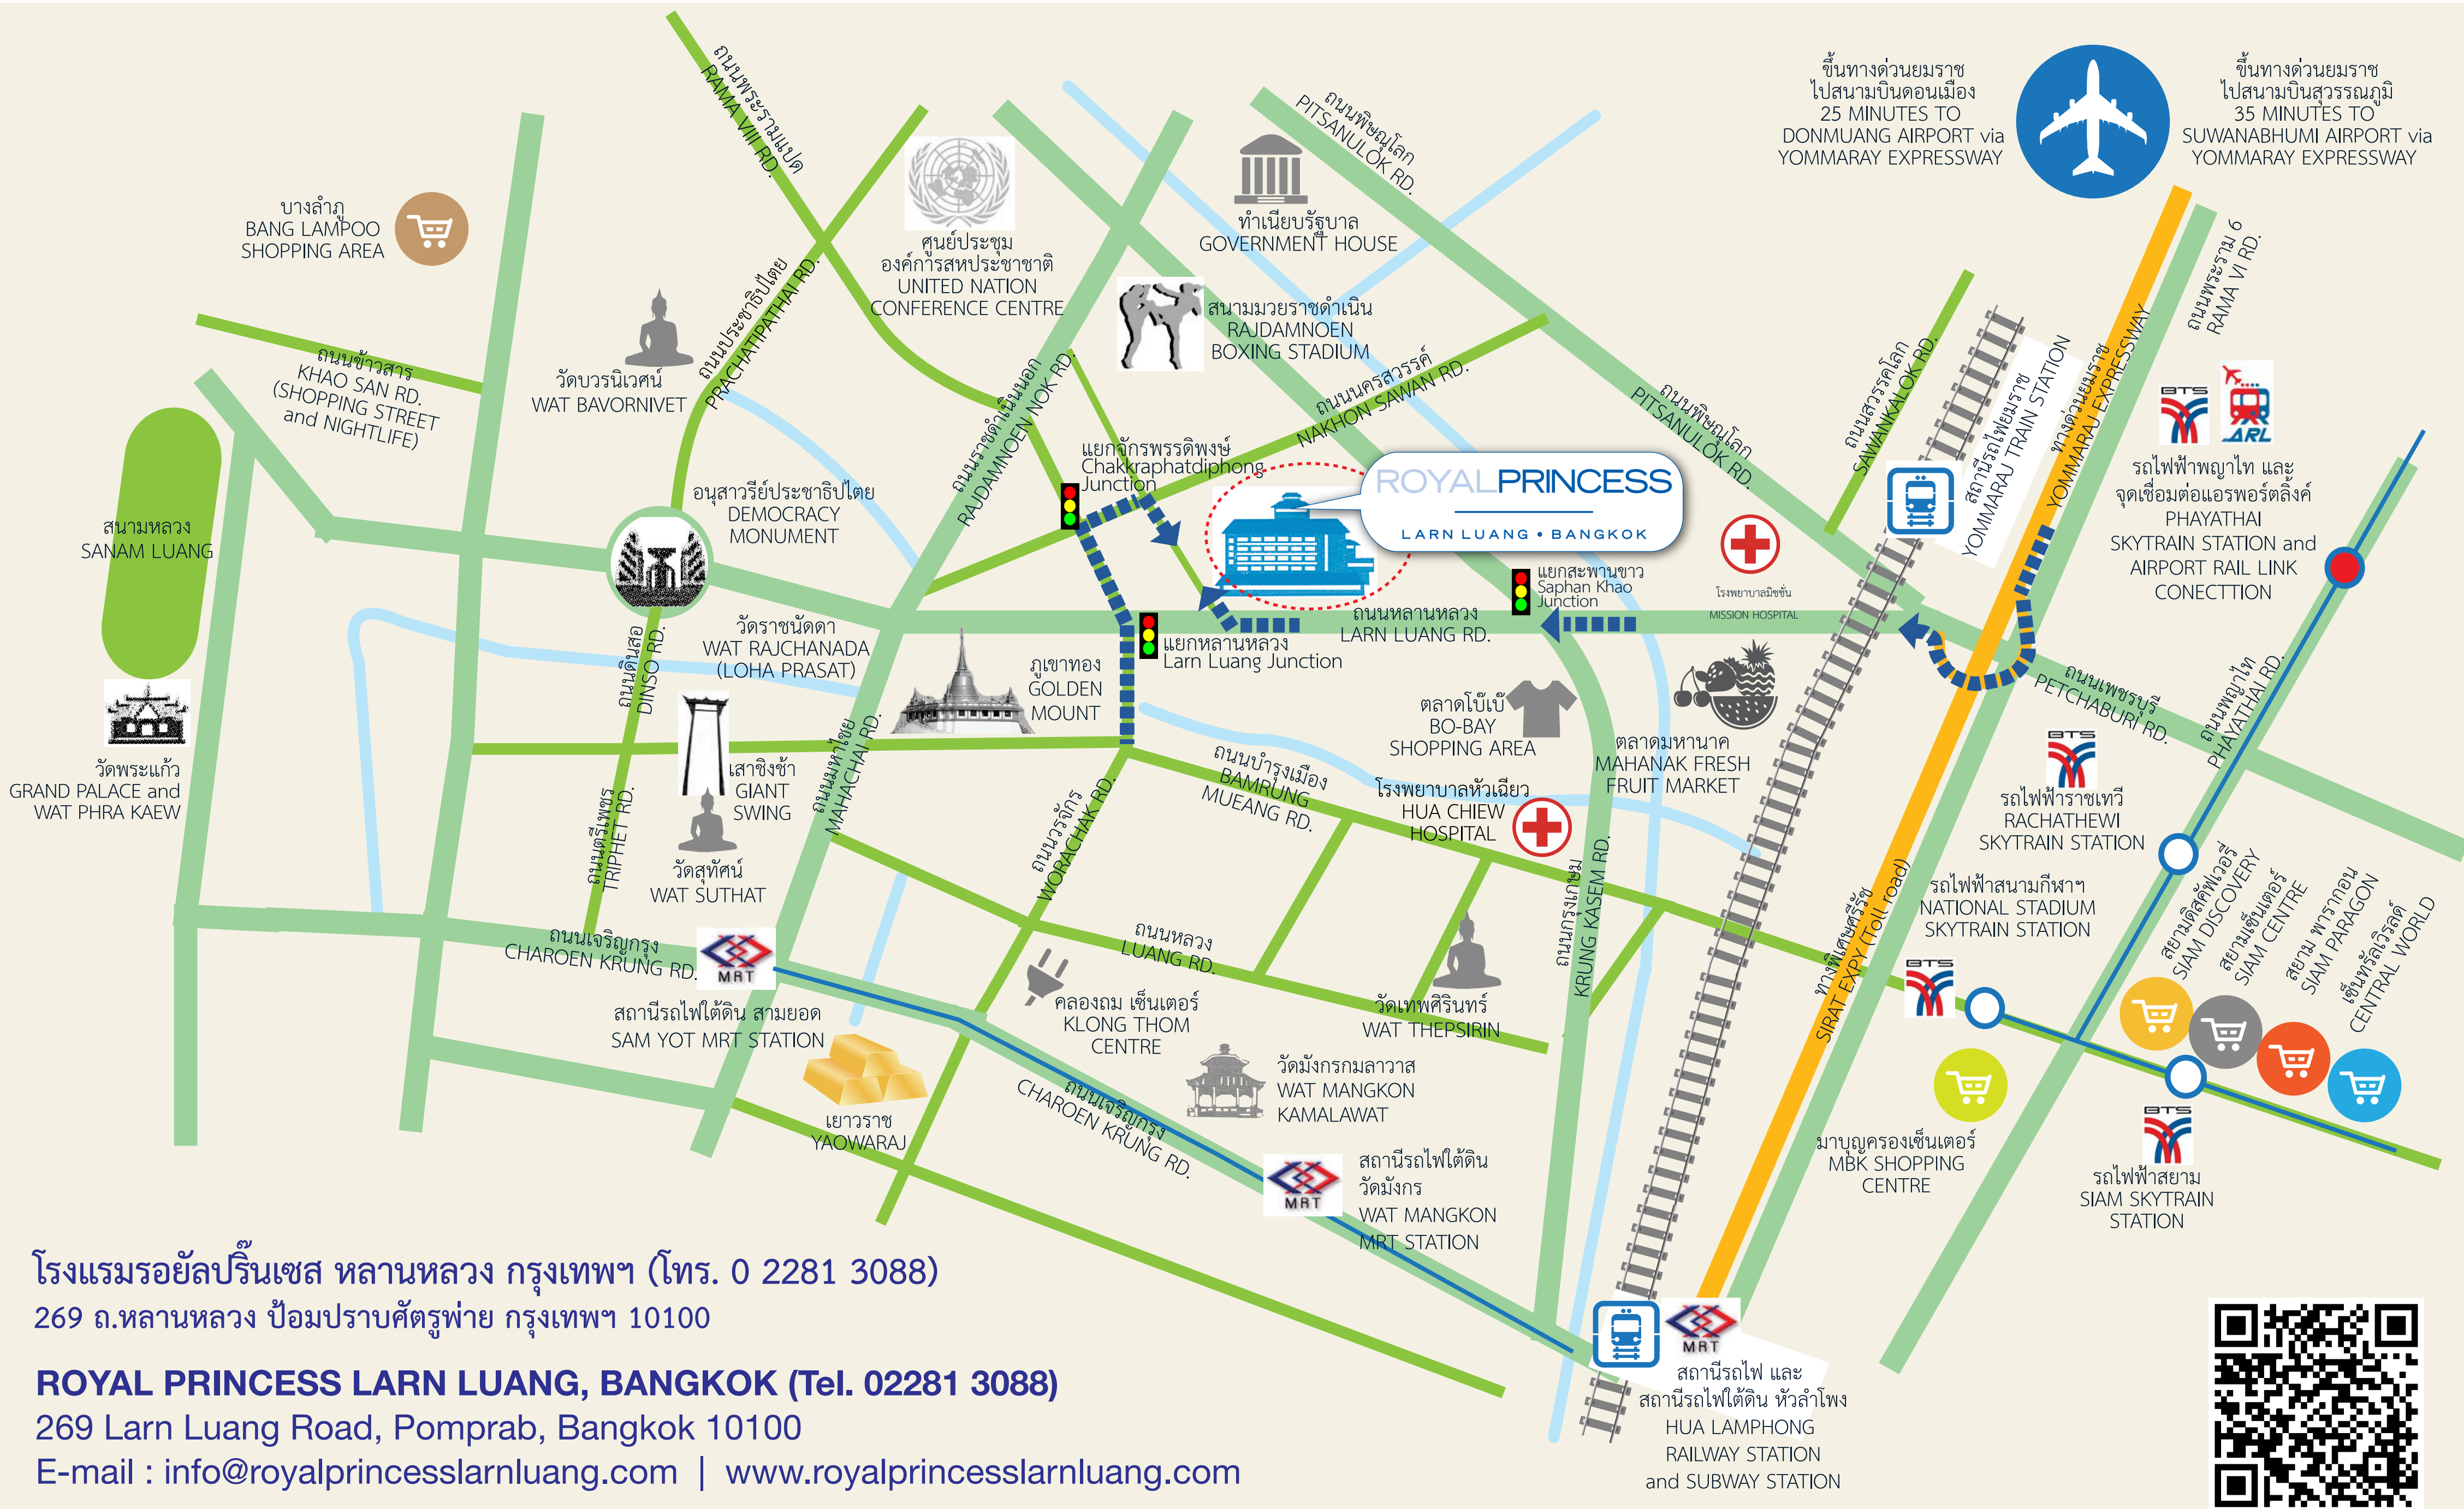 ถนนพระรามแปด
RAMA VIII RD.
ถนนพิษณุโลก
PITSANULOK RD.
ขึ้นทางด่วนยมราช
ไปสนามบินดอนเมือง
25 MINUTES TO
DONMUANG AIRPORT via
YOMMARAY EXPRESSWAY
ขึ้นทางด่วนยมราช
ไปสนามบินสุวรรณภูมิ
35 MINUTES TO
SUWANABHUMI AIRPORT via
YOMMARAY EXPRESSWAY
บางลำภู
BANG LAMPOO
SHOPPING AREA
ศูนย์ประชุม
องค์การสหประชาชาติ
UNITED NATION
CONFERENCE CENTRE
ทำเนียบรัฐบาล
GOVERNMENT HOUSE
ถนนพระราม 6
RAMA VI RD.
ถนนประชาธิปไตย
PRACHATIPATHAI RD.
สนามมวยราชดำเนิน
RAJDAMNOEN
BOXING STADIUM
ถนนข้าวสาร
KHAO SAN RD.
(SHOPPING STREET
and NIGHTLIFE)
วัดบวรนิเวศน์
WAT BAVORNIVET
ถนนราชดำเนินนอก
RAJDAMNOEN NOK RD.
ถนนนครสวรรค์
NAKHON SAWAN RD.
ถนนพิษณุโลก
PITSANULOK RD.
ถนนสวรรคโลก
SAWANKALOK RD.
สถานีรถไฟยมราช
YOMMARAJ TRAIN STATION
ทางด่วนยมราช
YOMMARAJ EXPRESSWAY
BTS
ARL
รถไฟฟ้าพญาไท และ
จุดเชื่อมต่อแอรพอร์ตลิ้งค์
PHAYATHAI
SKYTRAIN STATION and
AIRPORT RAIL LINK
CONECTTION
แยกจักรพรรดิพงษ์
Chakkraphatdiphong
Junction
ROYALPRINCESS
LARN LUANG • BANGKOK
อนุสาวรีย์ประชาธิปไตย
DEMOCRACY
MONUMENT
สนามหลวง
SANAM LUANG
แยกสะพานขาว
Saphan Khao
Junction
โรงพยาบาลมิชชั่น
MISSION HOSPITAL
ถนนหลานหลวง
LARN LUANG RD.
แยกหลานหลวง
Larn Luang Junction
วัดราชนัดดา
WAT RAJCHANADA
(LOHA PRASAT)
ถนนดินสอ
DINSO RD.
ภูเขาทอง
GOLDEN
MOUNT
ถนนเพชรบุรี
PETCHABURI RD.
ถนนพญาไท
PHAYATHAI RD.
ตลาดโบ๊เบ๊
BO-BAY
SHOPPING AREA
ตลาดมหานาค
MAHANAK FRESH
FRUIT MARKET
วัดพระแก้ว
GRAND PALACE and
WAT PHRA KAEW
เสาชิงช้า
GIANT
SWING
ถนนมหาไชย
MAHACHAI RD.
ถนนบำรุงเมือง
BAMRUNG
MUEANG RD.
โรงพยาบาลหัวเฉียว
HUA CHIEW
HOSPITAL
BTS
รถไฟฟ้าราชเทวี
RACHATHEWI
SKYTRAIN STATION
ถนนตรีเพชร
TRIPHET RD.
วัดสุทัศน์
WAT SUTHAT
ถนนวรจักร
WORACHAK RD.
ถนนกรุงเกษม
KRUNG KASEM RD.
ทางพิเศษศรีรัช
SIRAT EXPY (Toll road)
รถไฟฟ้าสนามกีฬาฯ
NATIONAL STADIUM
SKYTRAIN STATION
BTS
สยามดิสคัฟเวอรี่
SIAM DISCOVERY
สยามเซ็นเตอร์
SIAM CENTRE
สยาม พารากอน
SIAM PARAGON
เซ็นทรัลเวิรลด์
CENTRAL WORLD
ถนนเจริญกรุง
CHAROEN KRUNG RD.
MRT
สถานีรถไฟใต้ดิน สามยอด
SAM YOT MRT STATION
ถนนหลวง
LUANG RD.
คลองถม เซ็นเตอร์
KLONG THOM
CENTRE
วัดเทพศิรินทร์
WAT THEPSIRIN
วัดมังกรกมลาวาส
WAT MANGKON
KAMALAWAT
เยาวราช
YAOWARAJ
ถนนเจริญกรุง
CHAROEN KRUNG RD.
มาบุญครองเซ็นเตอร์
MBK SHOPPING
CENTRE
BTS
รถไฟฟ้าสยาม
SIAM SKYTRAIN
STATION
MRT
สถานีรถไฟใต้ดิน
วัดมังกร
WAT MANGKON
MRT STATION
MRT
สถานีรถไฟ และ
สถานีรถไฟใต้ดิน หัวลำโพง
HUA LAMPHONG
RAILWAY STATION
and SUBWAY STATION
โรงแรมรอยัลปริ๊นเซส หลานหลวง กรุงเทพฯ (โทร. 0 2281 3088)
269 ถ.หลานหลวง ป้อมปราบศัตรูพ่าย กรุงเทพฯ 10100
ROYAL PRINCESS LARN LUANG, BANGKOK (Tel. 02281 3088)
269 Larn Luang Road, Pomprab, Bangkok 10100
E-mail : info@royalprincesslarnluang.com | www.royalprincesslarnluang.com